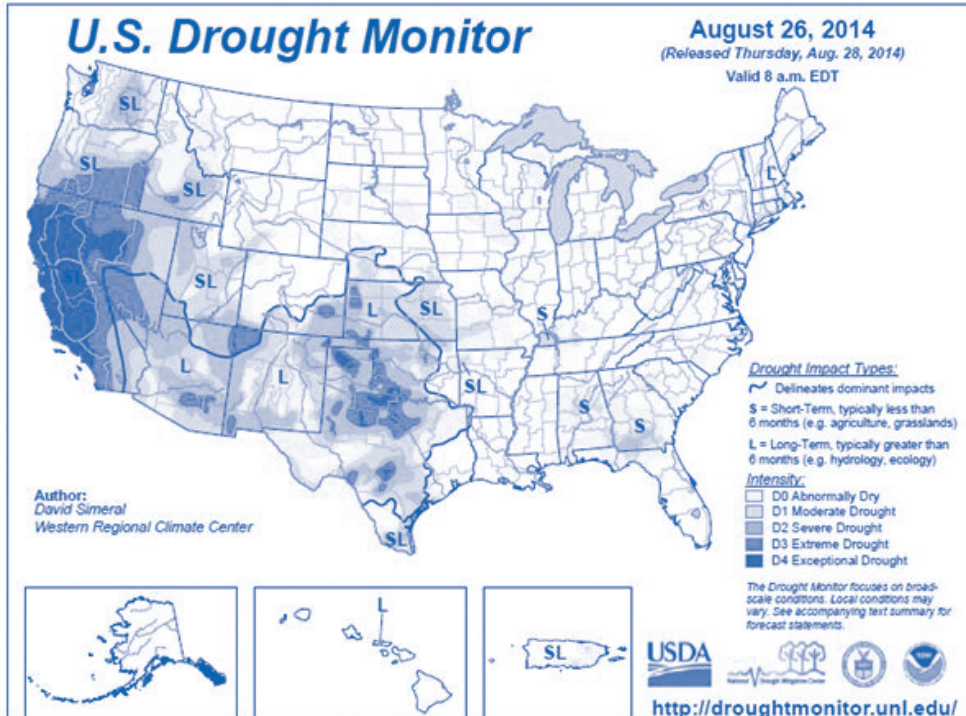 U.S. Drought Monitor
August 26, 2014
(Released Thursday, Aug. 28, 2014)
Valid 8 a.m. EDT
SL
SL
SL
L
SL
SL
L
SL
S
L
L
L
SL
S
S
SL
Drought Impact Types:
Delineates dominant impacts
S = Short-Term, typically less than
6 months (e.g. agriculture, grasslands)
L = Long-Term, typically greater than
6 months (e.g. hydrology, ecology)
Intensity:
D0 Abnormally Dry
D1 Moderate Drought
D2 Severe Drought
D3 Extreme Drought
D4 Exceptional Drought
Author:
David Simeral
Western Regional Climate Center
The Drought Monitor focuses on broad-
scale conditions. Local conditions may
vary. See accompanying text summary for
forecast statements.
L
SL
USDA
National Drought Mitigation Center
http://droughtmonitor.unl.edu/